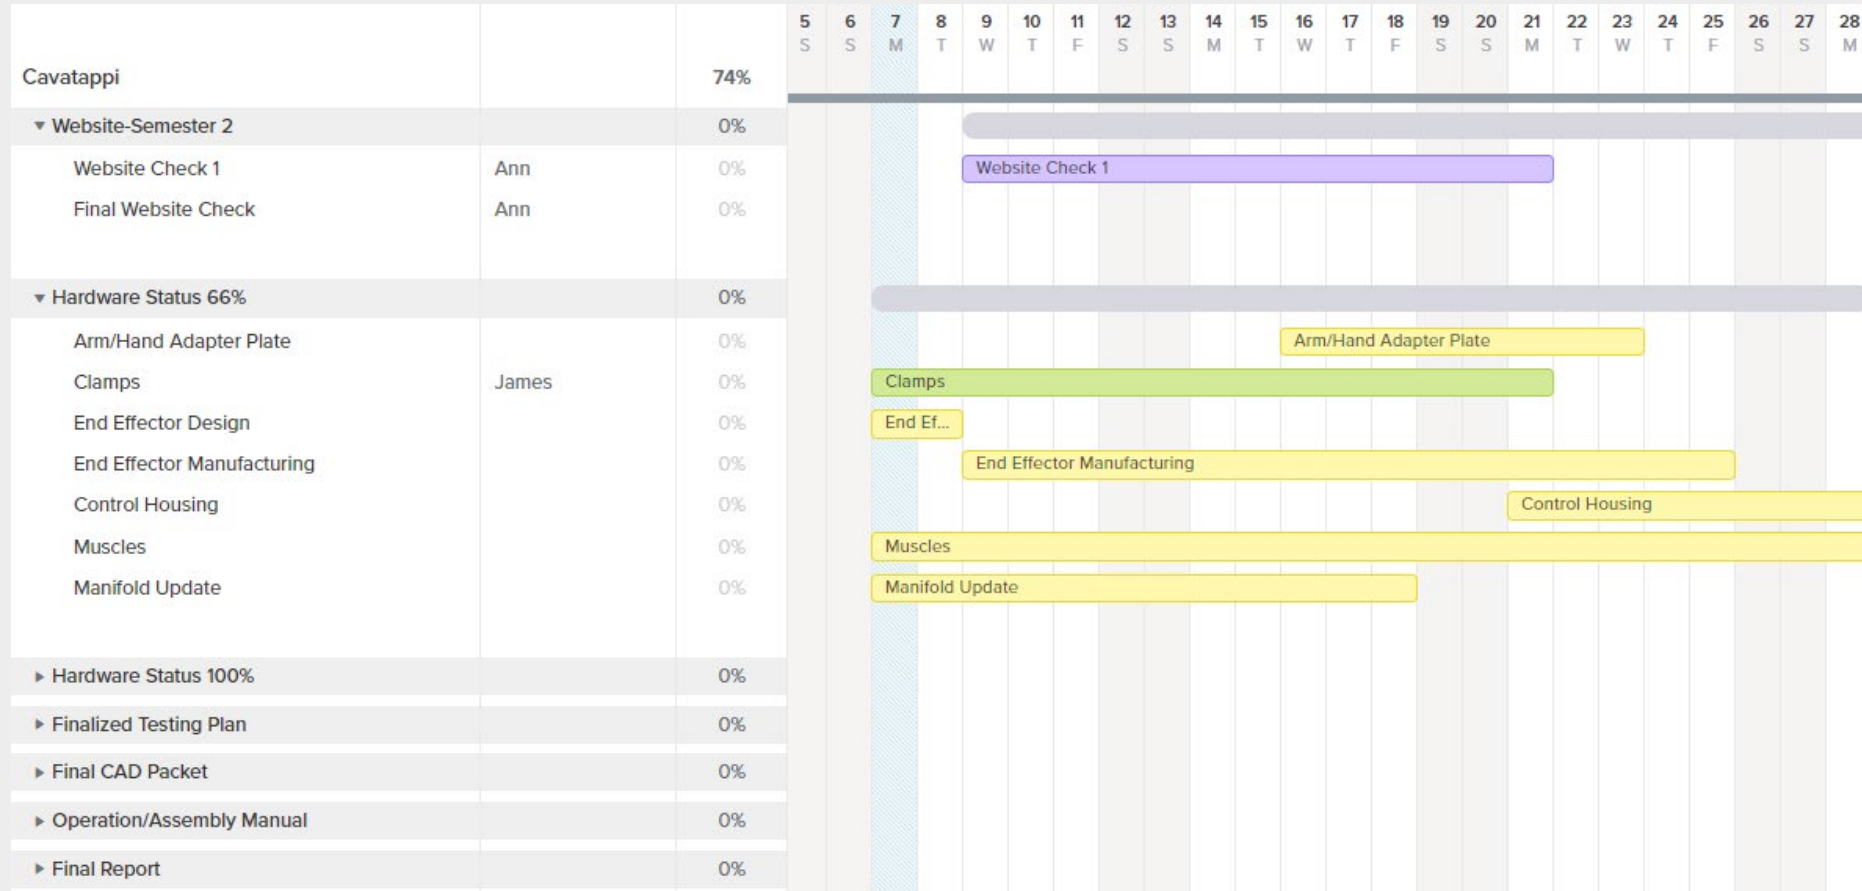 5 6 7 8 9 10 11 12 13 14 15 16 17 18 19 20 21 22 23 24 25 26 27 28
S S M T W T F S S M T W T F S S M T W T F S S M
Cavatappi 74%
Website-Semester 2 0%
Website Check 1 Ann 0% Website Check 1
Final Website Check Ann 0%
Hardware Status 66% 0%
Arm/Hand Adapter Plate 0% Arm/Hand Adapter Plate
Clamps James 0% Clamps
End Effector Design 0% End Ef...
End Effector Manufacturing 0% End Effector Manufacturing
Control Housing 0% Control Housing
Muscles 0% Muscles
Manifold Update 0% Manifold Update
Hardware Status 100% 0%
Finalized Testing Plan 0%
Final CAD Packet 0%
Operation/Assembly Manual 0%
Final Report 0%